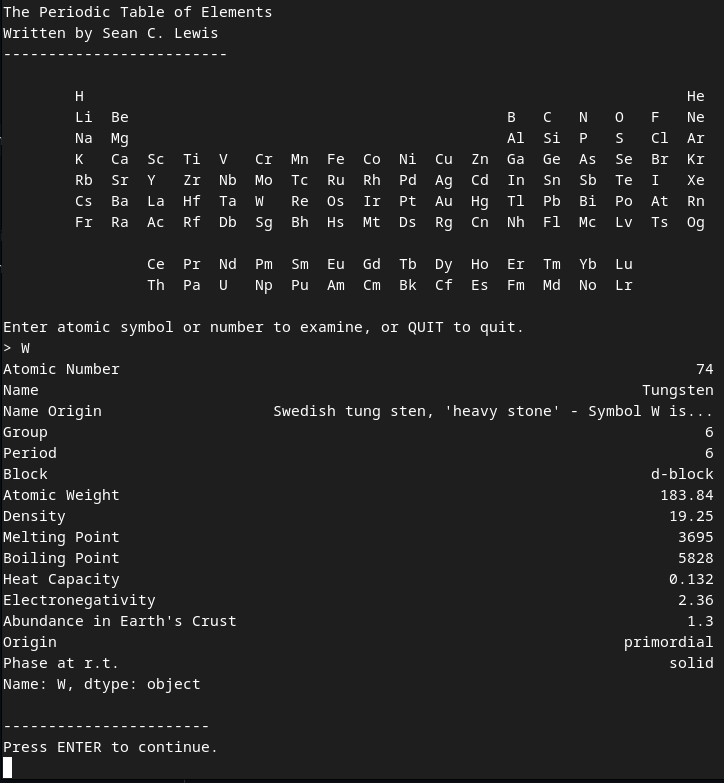 The Periodic Table of Elements
Written by Sean C. Lewis
-------------------------
H He
Li Be B C N O F Ne
Na Mg Al Si P S Cl Ar
K Ca Sc Ti V Cr Mn Fe Co Ni Cu Zn Ga Ge As Se Br Kr
Rb Sr Y Zr Nb Mo Tc Ru Rh Pd Ag Cd In Sn Sb Te I Xe
Cs Ba La Hf Ta W Re Os Ir Pt Au Hg Tl Pb Bi Po At Rn
Fr Ra Ac Rf Db Sg Bh Hs Mt Ds Rg Cn Nh Fl Mc Lv Ts Og
Ce Pr Nd Pm Sm Eu Gd Tb Dy Ho Er Tm Yb Lu
Th Pa U Np Pu Am Cm Bk Cf Es Fm Md No Lr
Enter atomic symbol or number to examine, or QUIT to quit.
> W
Atomic Number 74
Name Tungsten
Name Origin Swedish tung sten, 'heavy stone' - Symbol W is...
Group 6
Period 6
Block d-block
Atomic Weight 183.84
Density 19.25
Melting Point 3695
Boiling Point 5828
Heat Capacity 0.132
Electronegativity 2.36
Abundance in Earth's Crust 1.3
Origin primordial
Phase at r.t. solid
Name: W, dtype: object
-----------------------
Press ENTER to continue.